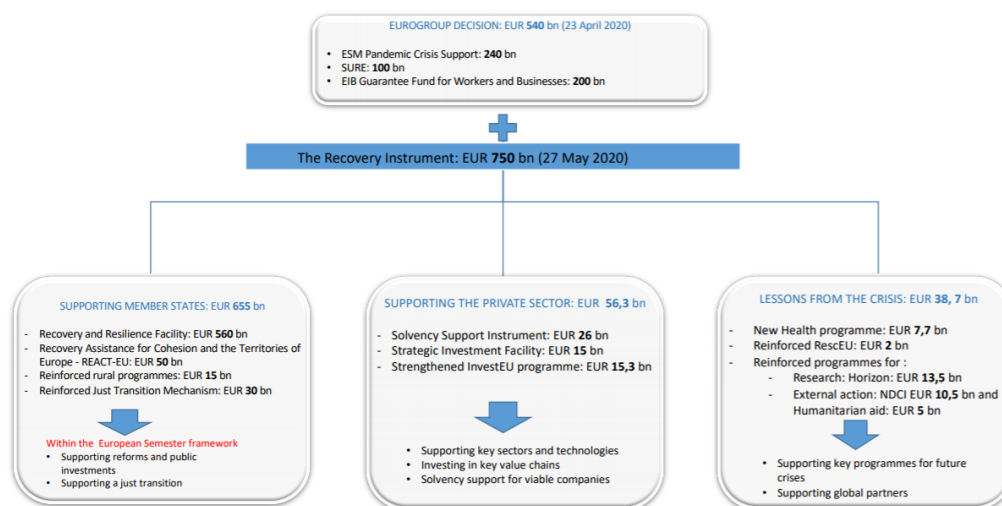 EUROGROUP DECISION: EUR 540 bn (23 April 2020)
• ESM Pandemic Crisis Support: 240 bn
• SURE: 100 bn
• EIB Guarantee Fund for Workers and Businesses: 200 bn
The Recovery Instrument: EUR 750 bn (27 May 2020)
SUPPORTING MEMBER STATES: EUR 655 bn
- Recovery and Resilience Facility: EUR 560 bn
- Recovery Assistance for Cohesion and the Territories of
Europe - REACT-EU: EUR 50 bn
- Reinforced rural programmes: EUR 15 bn
- Reinforced Just Transition Mechanism: EUR 30 bn
Within the European Semester framework
• Supporting reforms and public
investments
• Supporting a just transition
SUPPORTING THE PRIVATE SECTOR: EUR 56,3 bn
- Solvency Support Instrument: EUR 26 bn
- Strategic Investment Facility: EUR 15 bn
- Strengthened InvestEU programme: EUR 15,3 bn
• Supporting key sectors and technologies
• Investing in key value chains
• Solvency support for viable companies
LESSONS FROM THE CRISIS: EUR 38, 7 bn
- New Health programme: EUR 7,7 bn
- Reinforced RescEU: EUR 2 bn
- Reinforced programmes for :
- Research: Horizon: EUR 13,5 bn
- External action: NDCI EUR 10,5 bn and
Humanitarian aid: EUR 5 bn
• Supporting key programmes for future
crises
• Supporting global partners